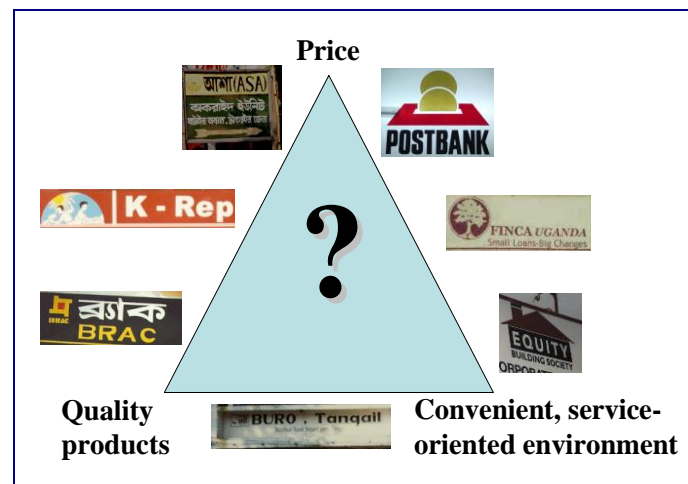 Price
আশা (ASA)
POSTBANK
?
K - Rep
FINCA UGANDA
Small Loans-Big Changes
ব্র্যাক
BRAC
BRAC
EQUITY
BUILDING SOCIETY
BURO , Tangail
Quality
products
Convenient, service-
oriented environment